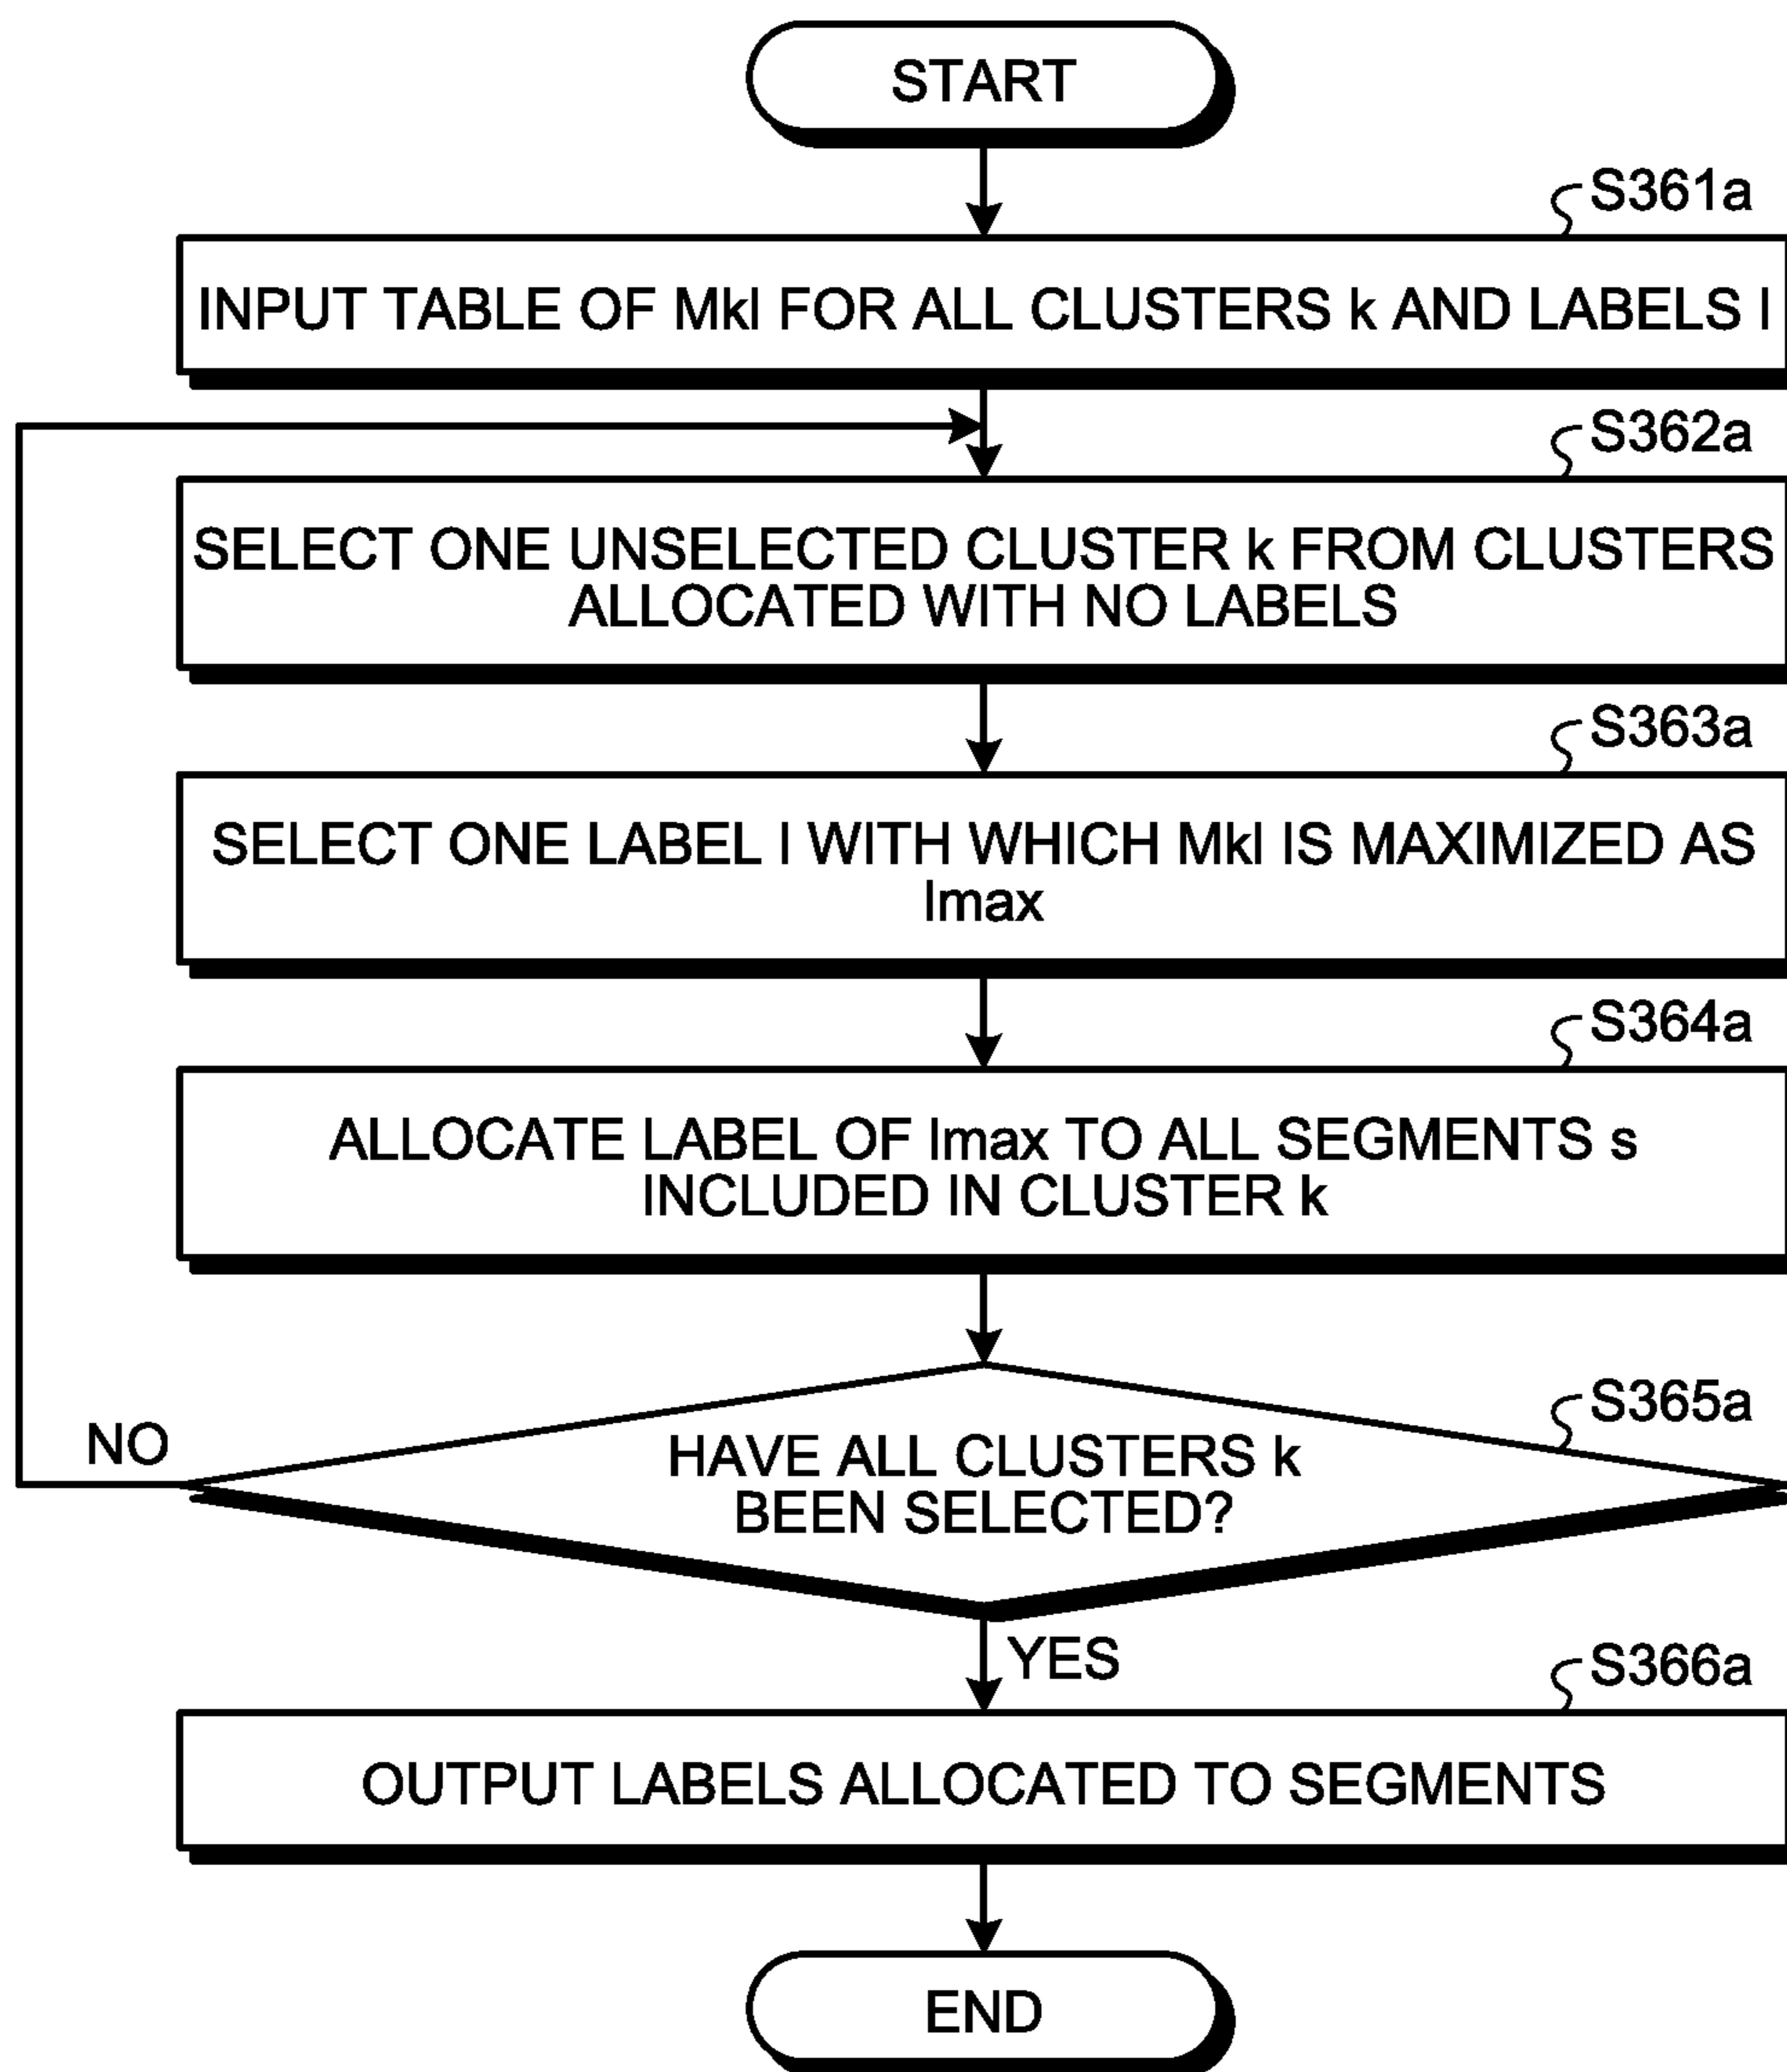 START
S361a
INPUT TABLE OF Mkl FOR ALL CLUSTERS k AND LABELS l
S362a
SELECT ONE UNSELECTED CLUSTER k FROM CLUSTERS
ALLOCATED WITH NO LABELS
S363a
SELECT ONE LABEL l WITH WHICH Mkl IS MAXIMIZED AS
lmax
S364a
ALLOCATE LABEL OF lmax TO ALL SEGMENTS s
INCLUDED IN CLUSTER k
S365a
NO
HAVE ALL CLUSTERS k
BEEN SELECTED?
YES
S366a
OUTPUT LABELS ALLOCATED TO SEGMENTS
END